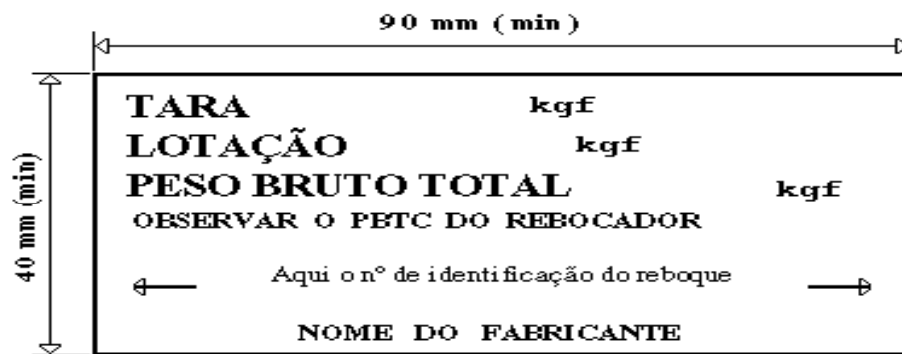 90 mm (min)
40 mm (min)
TARA kgf
LOTAÇÃO kgf
PESO BRUTO TOTAL kgf
OBSERVAR O PBTC DO REBOCADOR
Aqui o nº de identificação do reboque
NOME DO FABRICANTE